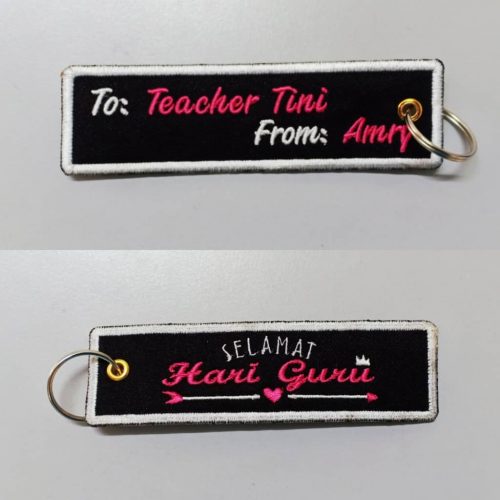 To: Teacher Tini
From: Amry
SELAMAT
Hari Guru